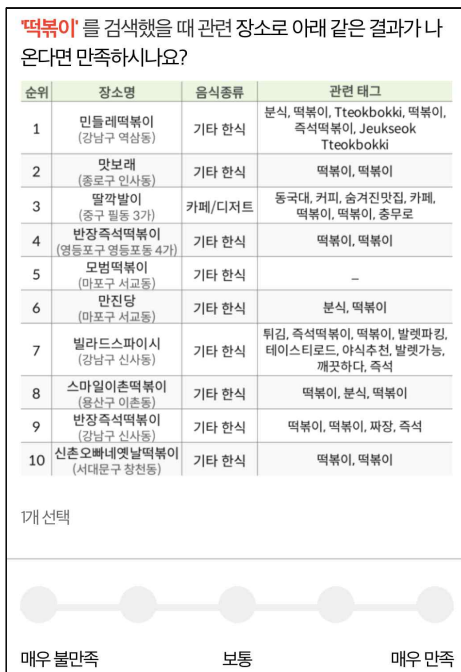 '떡볶이' 를 검색했을 때 관련 장소로 아래 같은 결과가 나
온다면 만족하시나요?
순위 장소명 음식종류 관련 태그
1 민들레떡볶이 (강남구 역삼동) 기타 한식 분식, 떡볶이, Tteokbokki, 떡볶이, 즉석떡볶이, Jeukseok Tteokbokki
2 맛보래 (종로구 인사동) 기타 한식 떡볶이, 떡볶이
3 딸깍발이 (중구 필동 3가) 카페/디저트 동국대, 커피, 숨겨진맛집, 카페, 떡볶이, 떡볶이, 충무로
4 반장즉석떡볶이 (영등포구 영등포동 4가) 기타 한식 떡볶이, 떡볶이
5 모범떡볶이 (마포구 서교동) 기타 한식 –
6 만진당 (마포구 서교동) 기타 한식 분식, 떡볶이
7 빌라드스파이시 (강남구 신사동) 기타 한식 튀김, 즉석떡볶이, 떡볶이, 발렛파킹, 테이스티로드, 야식추천, 발렛가능, 깨끗하다, 즉석
8 스마일이촌떡볶이 (용산구 이촌동) 기타 한식 떡볶이, 분식, 떡볶이
9 반장즉석떡볶이 (강남구 신사동) 기타 한식 떡볶이, 떡볶이, 짜장, 즉석
10 신촌오빠네옛날떡볶이 (서대문구 창천동) 기타 한식 떡볶이, 떡볶이
1개 선택
매우 불만족 보통 매우 만족